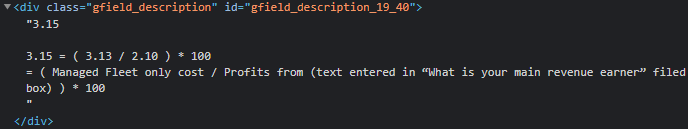 ▼<div class="gfield_description" id="gfield_description_19_40">
"3.15
3.15 = ( 3.13 / 2.10 ) * 100
= ( Managed Fleet only cost / Profits from (text entered in “What is your main revenue earner” filed
box) ) * 100
"
</div>